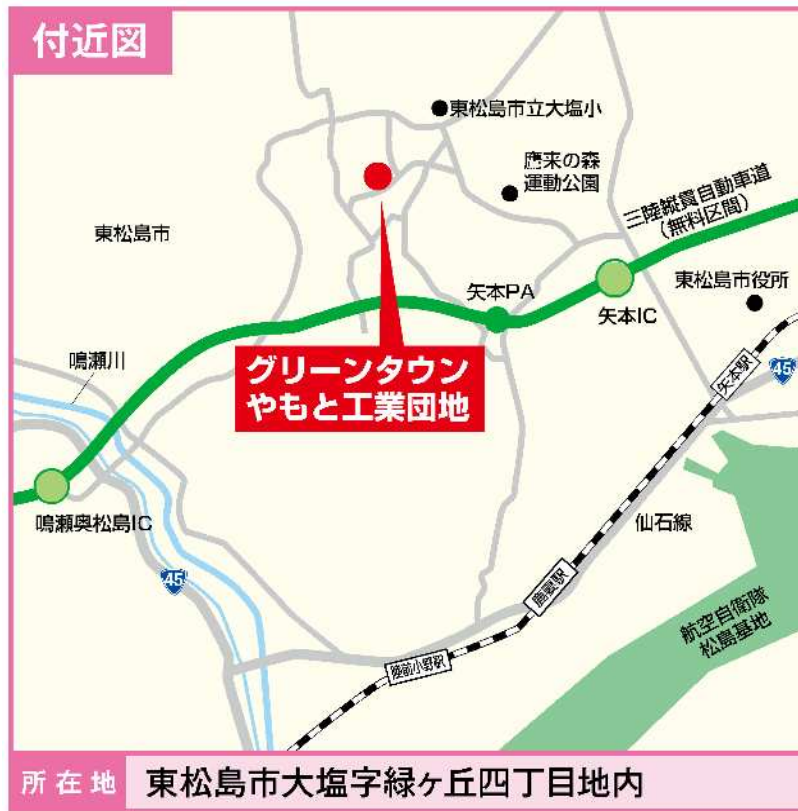 付近図
東松島市立大塩小
鷹来の森
運動公園
三陸縦貫自動車道
(無料区間)
東松島市
矢本PA
矢本IC
東松島市役所
グリーンタウン
やもと工業団地
鳴瀬川
矢本駅
45
鳴瀬奥松島IC
仙石線
45
鹿妻駅
航空自衛隊
松島基地
陸前小野駅
所在地 東松島市大塩字緑ヶ丘四丁目地内